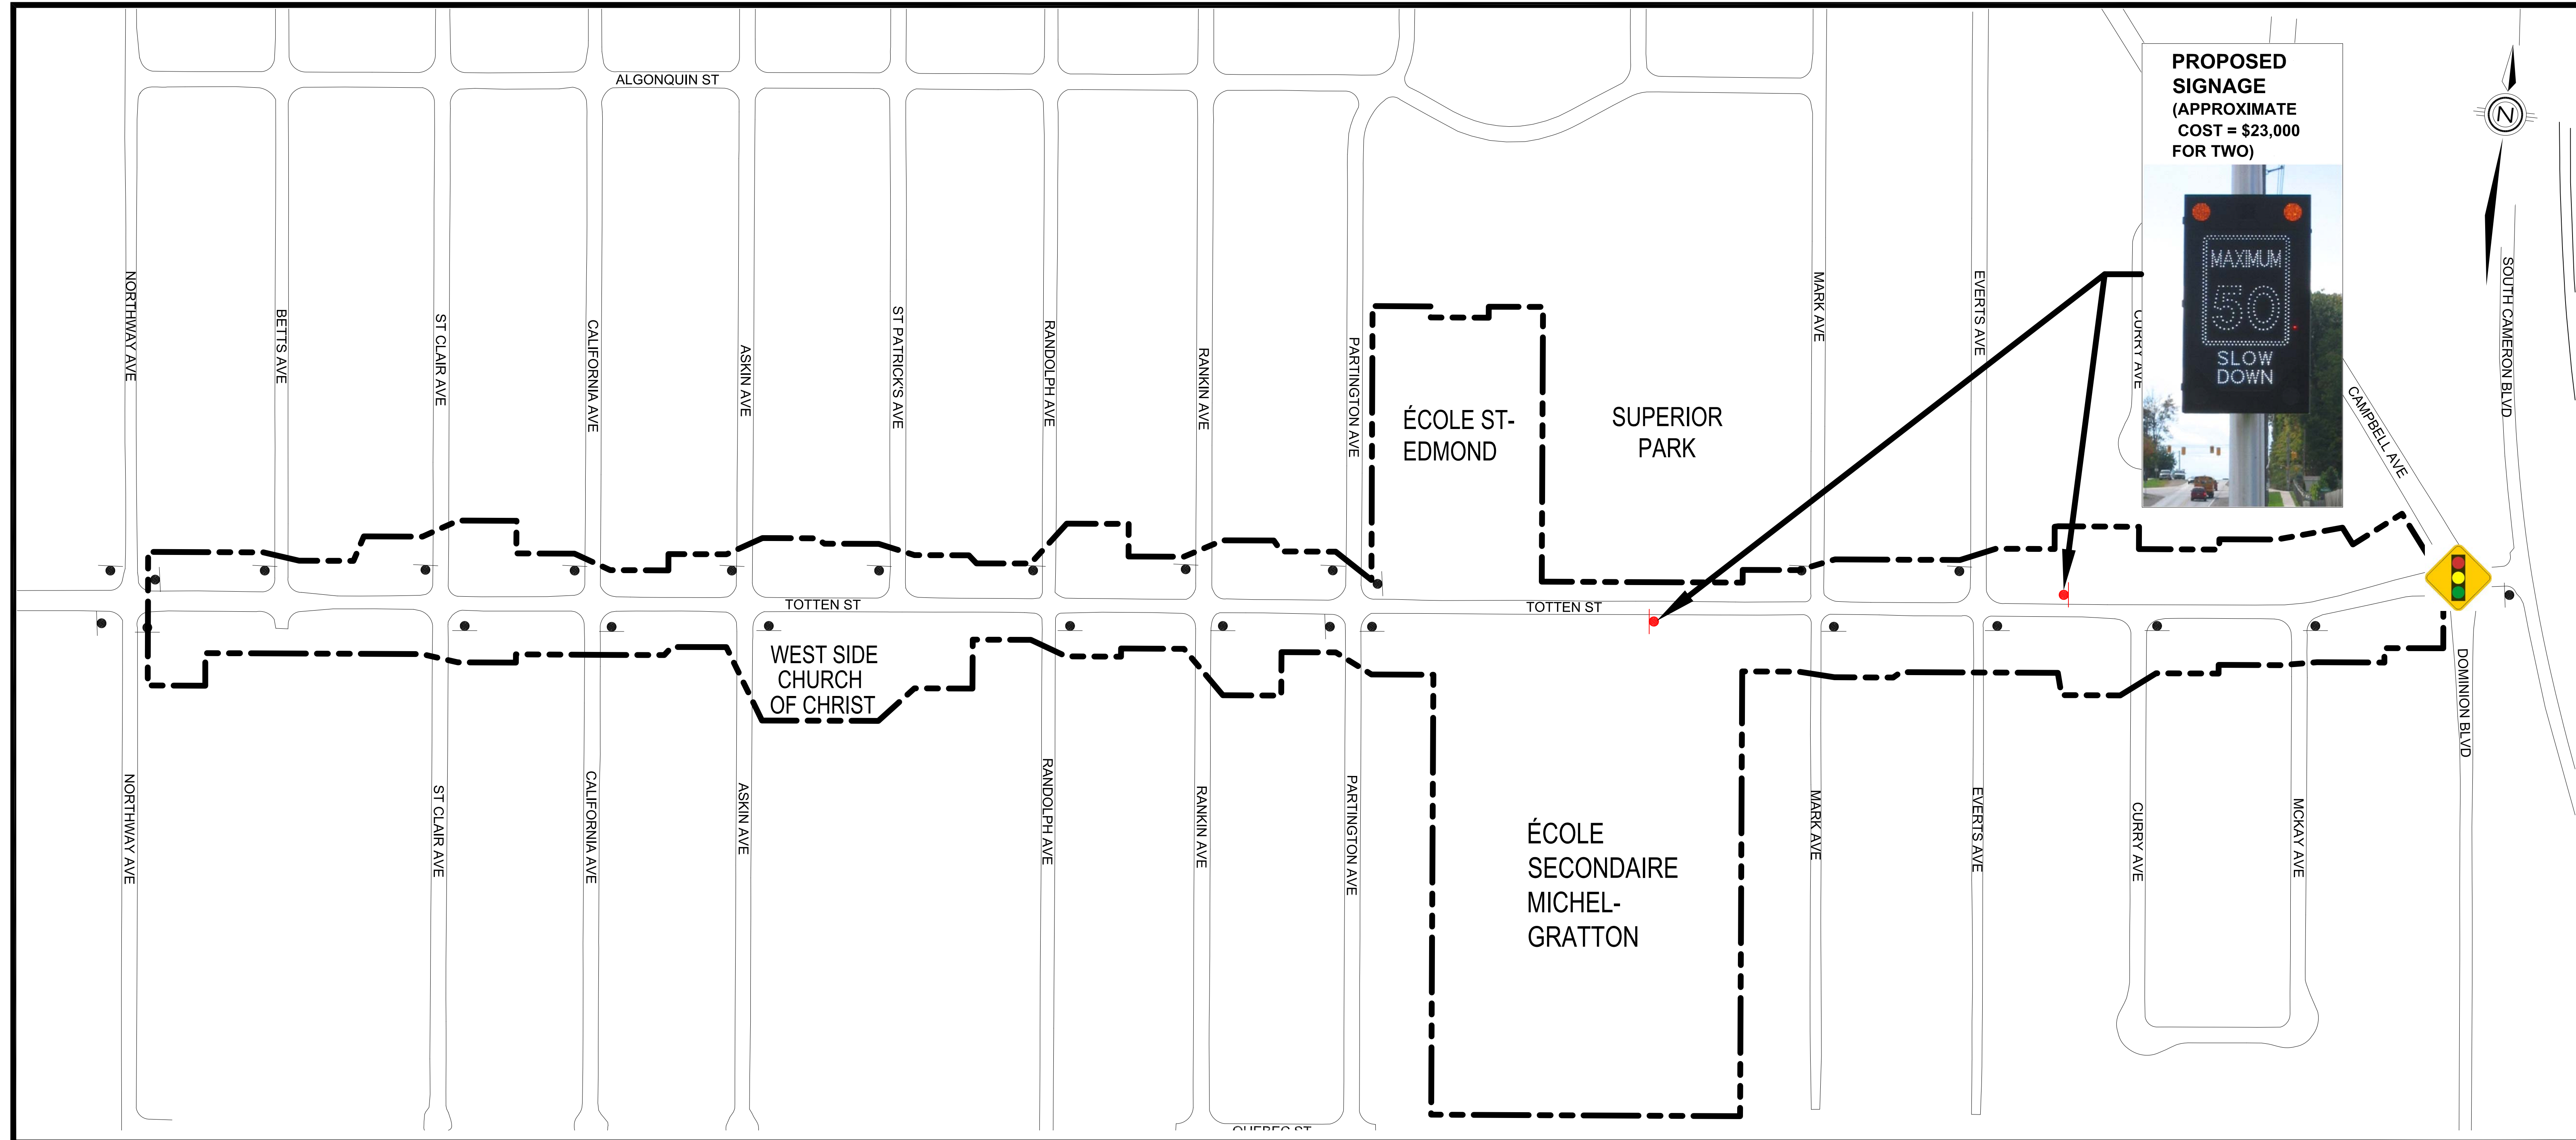 ALGONQUIN ST
PROPOSED
SIGNAGE
(APPROXIMATE
COST = $23,000
FOR TWO)
N
MAXIMUM
50
SLOW
DOWN
NORTHWAY AVE
BETTS AVE
ST CLAIR AVE
CALIFORNIA AVE
ASKIN AVE
ST PATRICK'S AVE
RANDOLPH AVE
RANKIN AVE
PARTINGTON AVE
ÉCOLE ST-
EDMOND
SUPERIOR
PARK
MARK AVE
EVERTS AVE
CURRY AVE
CAMPBELL AVE
SOUTH CAMERON BLVD
TOTTEN ST
TOTTEN ST
WEST SIDE
CHURCH
OF CHRIST
NORTHWAY AVE
ST CLAIR AVE
CALIFORNIA AVE
ASKIN AVE
RANDOLPH AVE
RANKIN AVE
PARTINGTON AVE
ÉCOLE
SECONDAIRE
MICHEL-
GRATTON
MARK AVE
EVERTS AVE
CURRY AVE
MCKAY AVE
DOMINION BLVD
QUEBEC ST